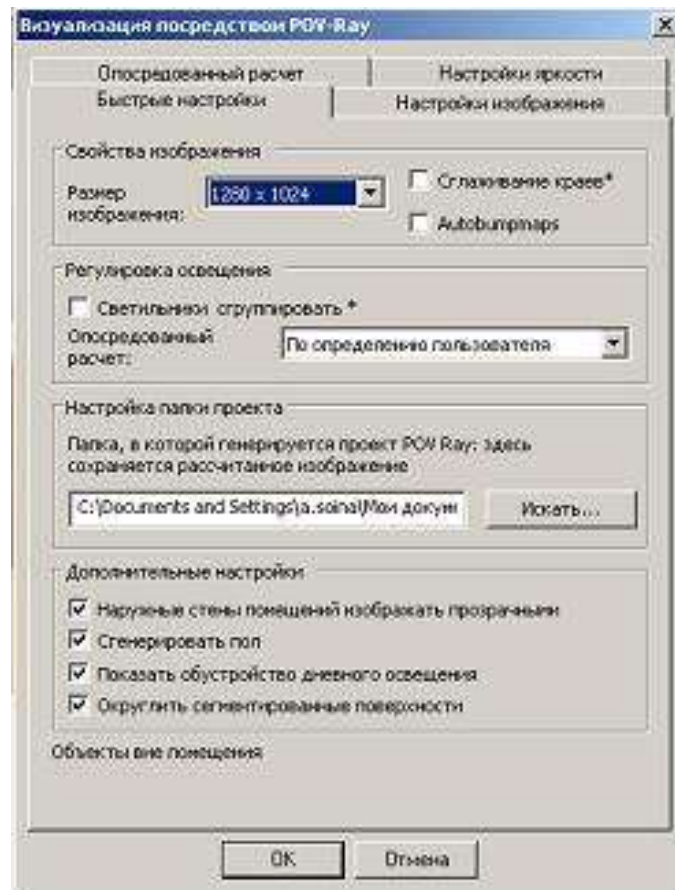 Визуализация посредством POV-Ray
Опосредованный расчет
Настройки яркости
Быстрые настройки
Настройки изображения
Свойства изображения
Размер
изображения:
1280 x 1024
Сглаживание краев*
Autobumpmaps
Регулировка освещения
Светильники сгруппировать *
Опосредованный
расчет:
По определению пользователя
Настройка папки проекта
Папка, в которой генерируется проект POV Ray: здесь
сохраняется рассчитанное изображение
C:\Documents and Settings\a.soinal\Мои докум
Искать...
Дополнительные настройки
Наружные стены помещений изображать прозрачными
Сгенерировать пол
Показать обустройство дневного освещения
Округлить сегментированные поверхности
Объекты вне помещения
OK
Отмена